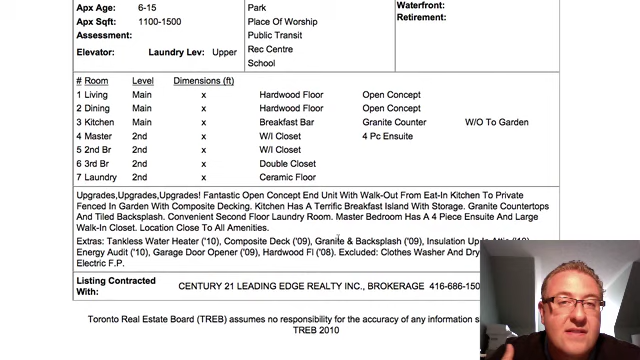 Apx Age: 6-15 Park Waterfront:
Apx Sqft: 1100-1500 Place Of Worship Retirement:
Assessment: Public Transit
Elevator: Laundry Lev: Upper Rec Centre
School
# Room Level Dimensions (ft)
1 Living Main x Hardwood Floor Open Concept
2 Dining Main x Hardwood Floor Open Concept
3 Kitchen Main x Breakfast Bar Granite Counter W/O To Garden
4 Master 2nd x W/I Closet 4 Pc Ensuite
5 2nd Br 2nd x W/I Closet
6 3rd Br 2nd x Double Closet
7 Laundry 2nd x Ceramic Floor
Upgrades,Upgrades,Upgrades! Fantastic Open Concept End Unit With Walk-Out From Eat-In Kitchen To Private
Fenced In Garden With Composite Decking. Kitchen Has A Terrific Breakfast Island With Storage. Granite Countertops
And Tiled Backsplash. Convenient Second Floor Laundry Room. Master Bedroom Has A 4 Piece Ensuite And Large
Walk-In Closet. Location Close To All Amenities.
Extras: Tankless Water Heater ('10), Composite Deck ('09), Granite & Backsplash ('09), Insulation Up In Attic ('10)
Energy Audit ('10), Garage Door Opener ('09), Hardwood Fl ('08). Excluded: Clothes Washer And
Electric F.P.
Listing Contracted CENTURY 21 LEADING EDGE REALTY INC., BROKERAGE 416-686-150
With:
Toronto Real Estate Board (TREB) assumes no responsibility for the accuracy of any information
TREB 2010